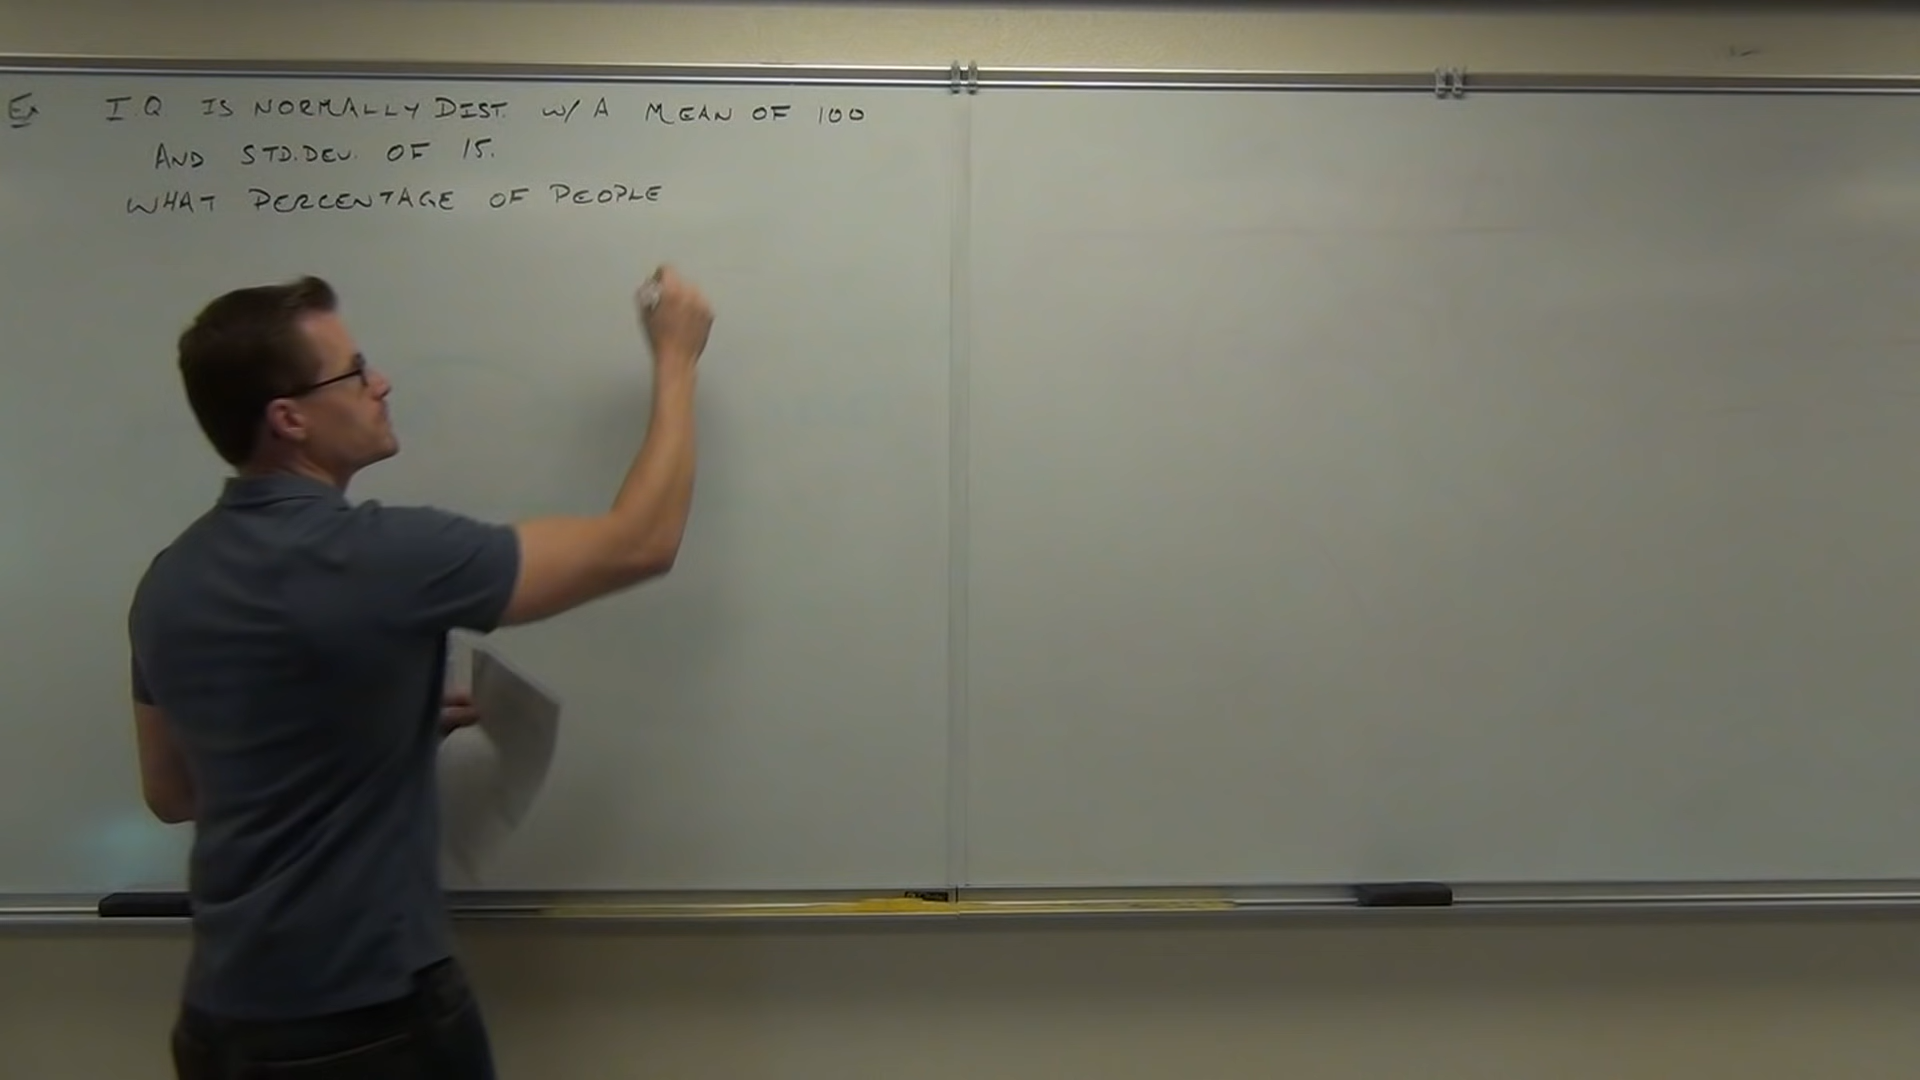 Ex I.Q IS NORMALLY DIST. W/ A MEAN OF 100
AND STD.DEV. OF 15.
WHAT PERCENTAGE OF PEOPLE